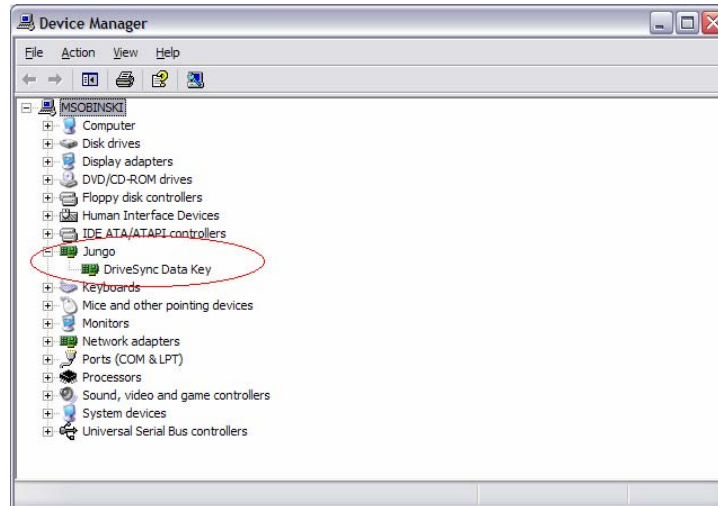 Device Manager
File Action View Help
MSOBINSKI
Computer
Disk drives
Display adapters
DVD/CD-ROM drives
Floppy disk controllers
Human Interface Devices
IDE ATA/ATAPI controllers
Jungo
DriveSync Data Key
Keyboards
Mice and other pointing devices
Monitors
Network adapters
Ports (COM & LPT)
Processors
Sound, video and game controllers
System devices
Universal Serial Bus controllers